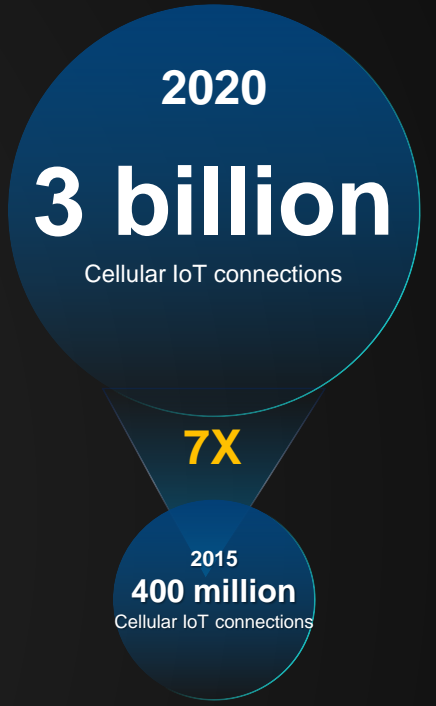 2020
3 billion
Cellular IoT connections
7X
2015
400 million
Cellular IoT connections